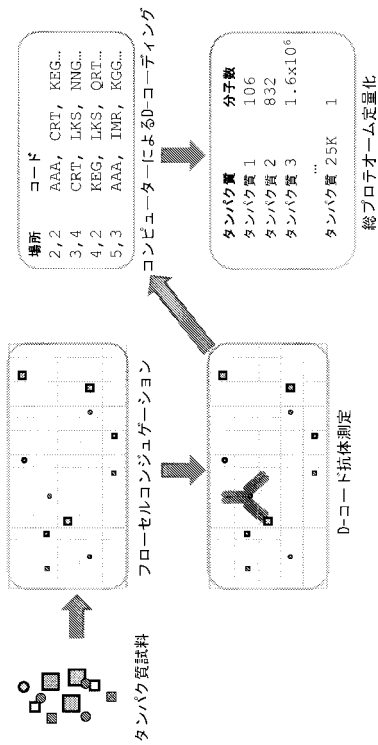 タンパク質試料
フローセルコンジュゲーション
D-コード抗体測定
場所 コード
2,2 AAA, CRT, KEG…
3,4 CRT, LKS, NNG…
4,2 KEG, LKS, QRT…
5,3 AAA, IMR, KGG…
コンピューターによるD-コーディング
タンパク質 分子数
タンパク質 1 106
タンパク質 2 832
タンパク質 3 1.6x10⁶
…
タンパク質 25K 1
総プロテオーム定量化